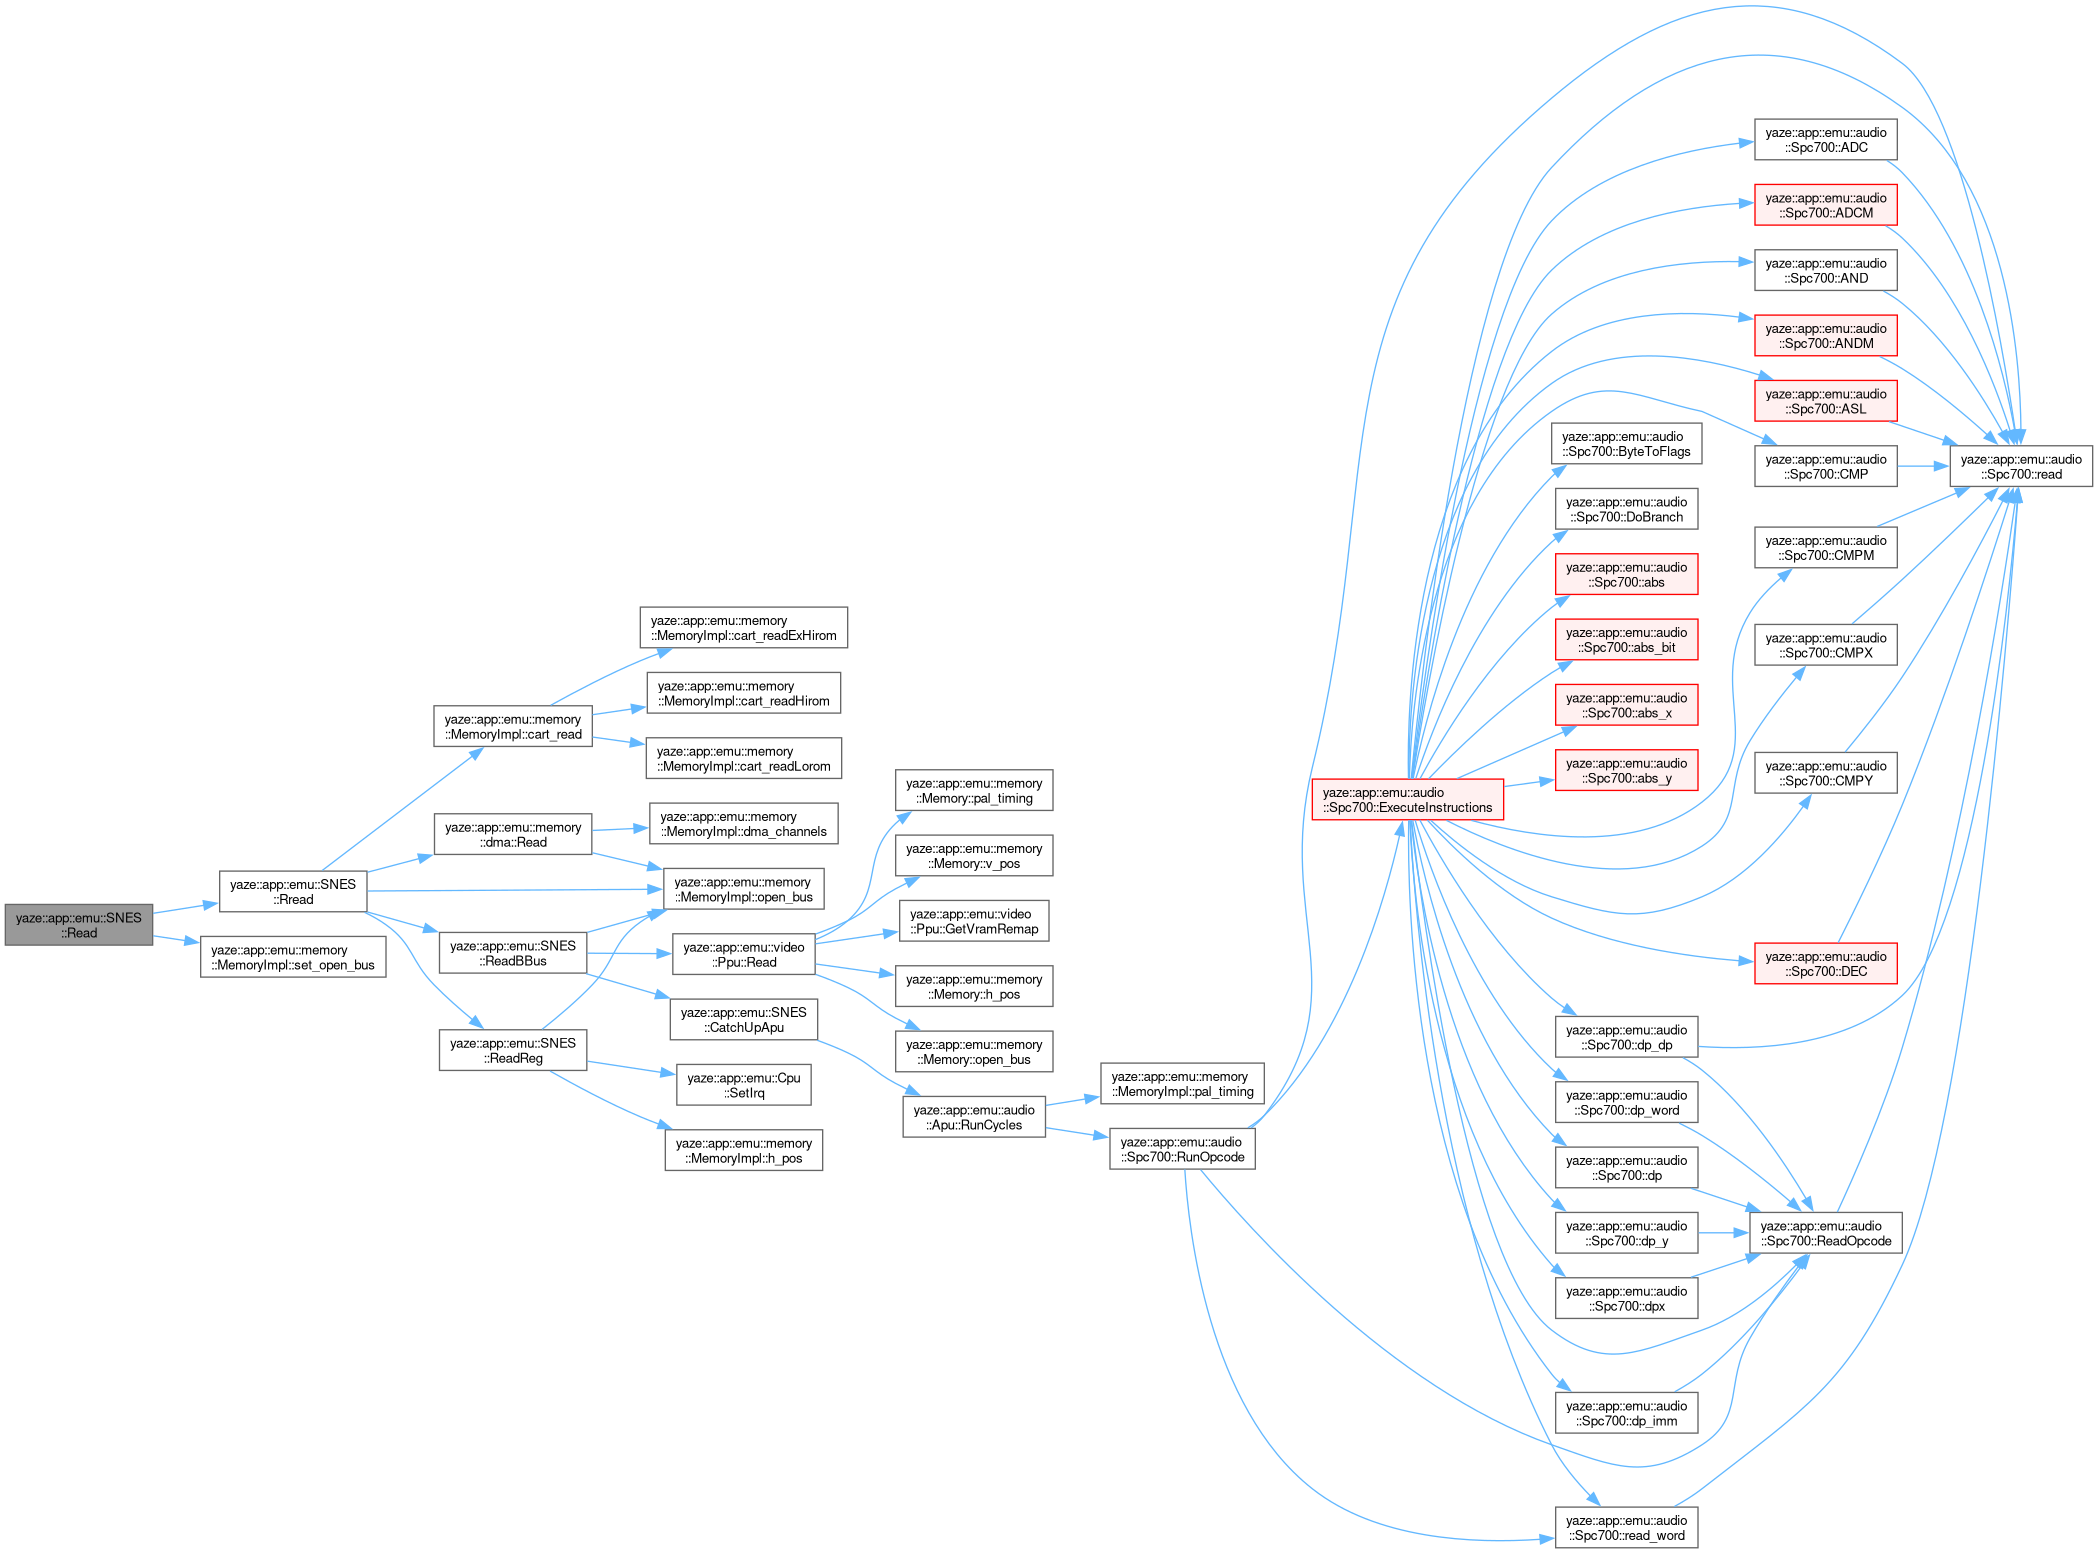 yaze::app::emu::SNES
::Read
yaze::app::emu::SNES
::Rread
yaze::app::emu::memory
::MemoryImpl::set_open_bus
yaze::app::emu::memory
::MemoryImpl::cart_read
yaze::app::emu::memory
::dma::Read
yaze::app::emu::SNES
::ReadBBus
yaze::app::emu::SNES
::ReadReg
yaze::app::emu::memory
::MemoryImpl::cart_readExHirom
yaze::app::emu::memory
::MemoryImpl::cart_readHirom
yaze::app::emu::memory
::MemoryImpl::cart_readLorom
yaze::app::emu::memory
::MemoryImpl::dma_channels
yaze::app::emu::memory
::MemoryImpl::open_bus
yaze::app::emu::video
::Ppu::Read
yaze::app::emu::SNES
::CatchUpApu
yaze::app::emu::Cpu
::SetIrq
yaze::app::emu::memory
::MemoryImpl::h_pos
yaze::app::emu::memory
::Memory::pal_timing
yaze::app::emu::memory
::Memory::v_pos
yaze::app::emu::video
::Ppu::GetVramRemap
yaze::app::emu::memory
::Memory::h_pos
yaze::app::emu::memory
::Memory::open_bus
yaze::app::emu::audio
::Apu::RunCycles
yaze::app::emu::memory
::MemoryImpl::pal_timing
yaze::app::emu::audio
::Spc700::RunOpcode
yaze::app::emu::audio
::Spc700::ExecuteInstructions
yaze::app::emu::audio
::Spc700::ByteToFlags
yaze::app::emu::audio
::Spc700::DoBranch
yaze::app::emu::audio
::Spc700::abs
yaze::app::emu::audio
::Spc700::abs_bit
yaze::app::emu::audio
::Spc700::abs_x
yaze::app::emu::audio
::Spc700::abs_y
yaze::app::emu::audio
::Spc700::dp_dp
yaze::app::emu::audio
::Spc700::dp_word
yaze::app::emu::audio
::Spc700::dp
yaze::app::emu::audio
::Spc700::dp_y
yaze::app::emu::audio
::Spc700::dpx
yaze::app::emu::audio
::Spc700::dp_imm
yaze::app::emu::audio
::Spc700::read_word
yaze::app::emu::audio
::Spc700::ADC
yaze::app::emu::audio
::Spc700::ADCM
yaze::app::emu::audio
::Spc700::AND
yaze::app::emu::audio
::Spc700::ANDM
yaze::app::emu::audio
::Spc700::ASL
yaze::app::emu::audio
::Spc700::CMP
yaze::app::emu::audio
::Spc700::CMPM
yaze::app::emu::audio
::Spc700::CMPX
yaze::app::emu::audio
::Spc700::CMPY
yaze::app::emu::audio
::Spc700::DEC
yaze::app::emu::audio
::Spc700::ReadOpcode
yaze::app::emu::audio
::Spc700::read